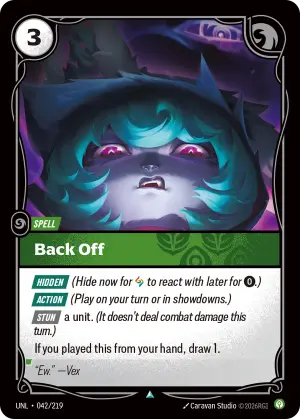 3
SPELL
Back Off
HIDDEN (Hide now for to react with later for 0.)
ACTION (Play on your turn or in showdowns.)
STUN a unit. (It doesn't deal combat damage this
turn.)
If you played this from your hand, draw 1.
"Ew." —Vex
UNL • 042/219
Caravan Studio ©2026RGI